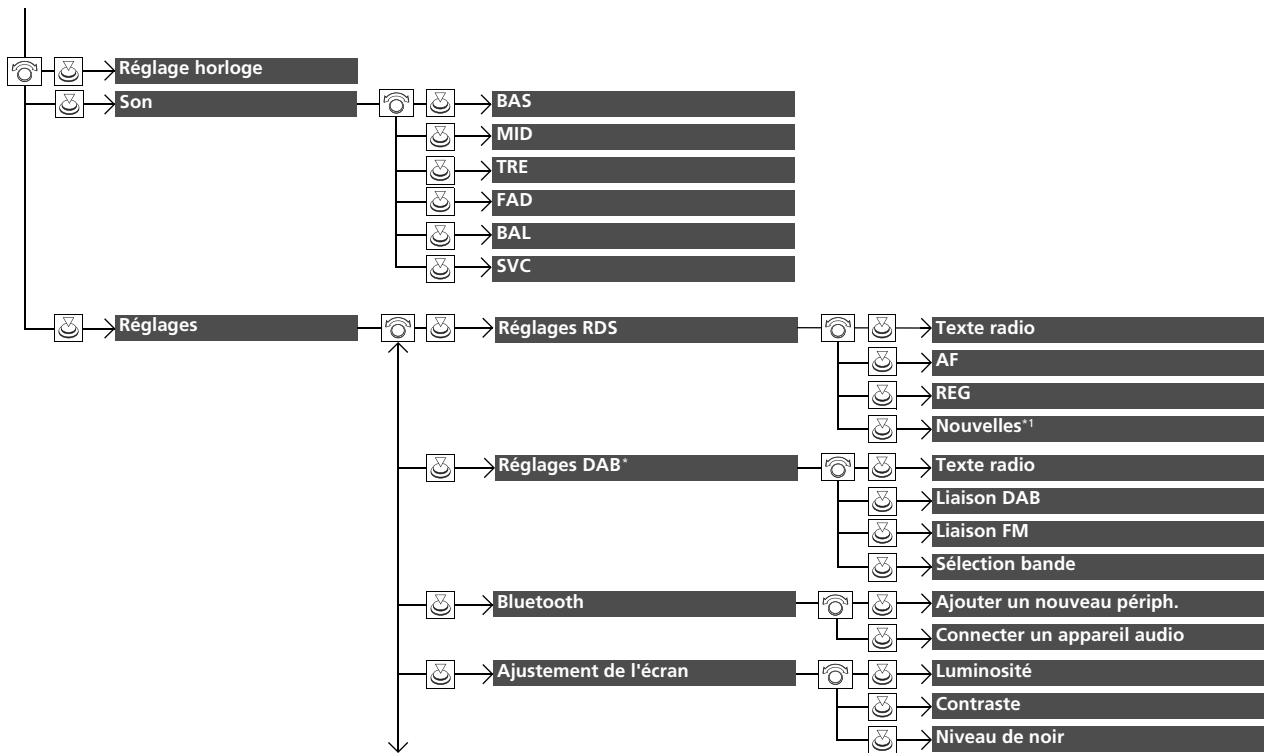 Réglage horloge
Son
BAS
MID
TRE
FAD
BAL
SVC
Réglages
Réglages RDS
Texte radio
AF
REG
Nouvelles*1
Réglages DAB*
Texte radio
Liaison DAB
Liaison FM
Sélection bande
Bluetooth
Ajouter un nouveau périph.
Connecter un appareil audio
Ajustement de l'écran
Luminosité
Contraste
Niveau de noir